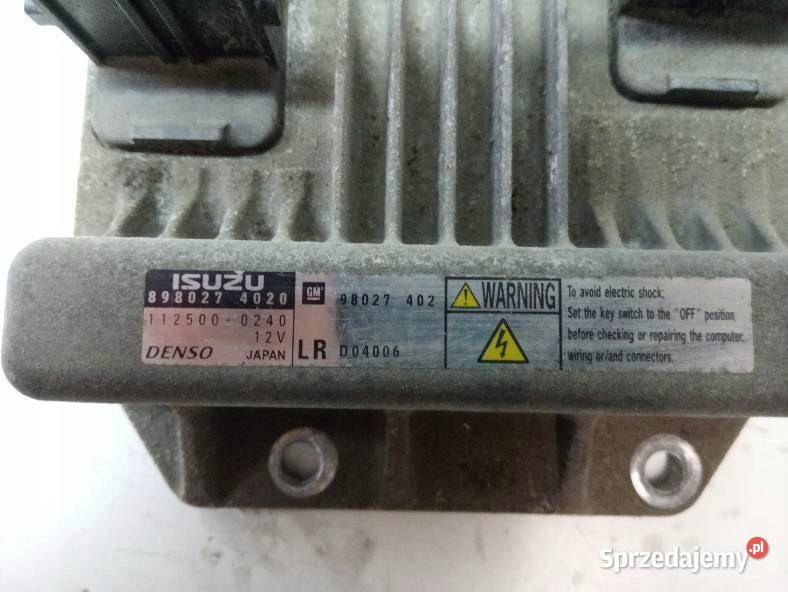 ISUZU
898027 4020
112500-0240
12V
DENSO JAPAN
GM
98027 402
LR D04006
WARNING
To avoid electric shock;
Set the key switch to the "OFF" position
before checking or repairing the computer,
wiring or/and connectors.
Sprzedajemy.pl